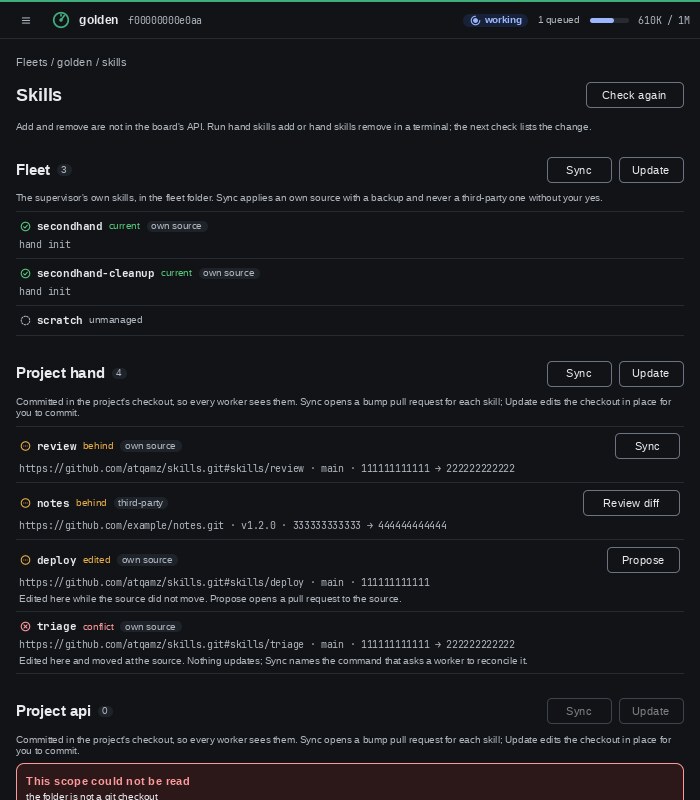 ≡ golden f00000000e0aa working 1 queued 610K / 1M
Fleets / golden / skills
Skills Check again
Add and remove are not in the board's API. Run hand skills add or hand skills remove in a terminal; the next check lists the change.
Fleet 3 Sync Update
The supervisor's own skills, in the fleet folder. Sync applies an own source with a backup and never a third-party one without your yes.
secondhand current own source
hand init
secondhand-cleanup current own source
hand init
scratch unmanaged
Project hand 4 Sync Update
Committed in the project's checkout, so every worker sees them. Sync opens a bump pull request for each skill; Update edits the checkout in place for
you to commit.
review behind own source Sync
https://github.com/atqamz/skills.git#skills/review · main · 111111111111 → 222222222222
notes behind third-party Review diff
https://github.com/example/notes.git · v1.2.0 · 333333333333 → 444444444444
deploy edited own source Propose
https://github.com/atqamz/skills.git#skills/deploy · main · 111111111111
Edited here while the source did not move. Propose opens a pull request to the source.
triage conflict own source
https://github.com/atqamz/skills.git#skills/triage · main · 111111111111 → 222222222222
Edited here and moved at the source. Nothing updates; Sync names the command that asks a worker to reconcile it.
Project api 0 Sync Update
Committed in the project's checkout, so every worker sees them. Sync opens a bump pull request for each skill; Update edits the checkout in place for
you to commit.
This scope could not be read
the folder is not a git checkout